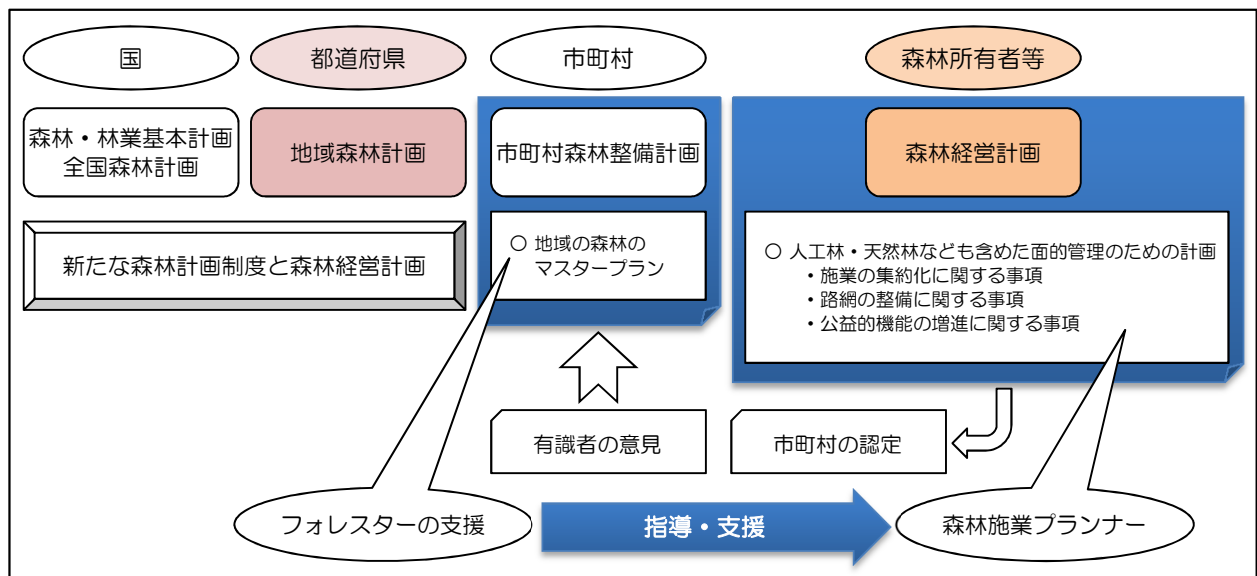 国
都道府県
市町村
森林所有者等
森林・林業基本計画
全国森林計画
地域森林計画
市町村森林整備計画
森林経営計画
新たな森林計画制度と森林経営計画
〇 地域の森林の
マスタープラン
〇 人工林・天然林なども含めた面的管理のための計画
・施業の集約化に関する事項
・路網の整備に関する事項
・公益的機能の増進に関する事項
有識者の意見
市町村の認定
フォレスターの支援
指導・支援
森林施業プランナー